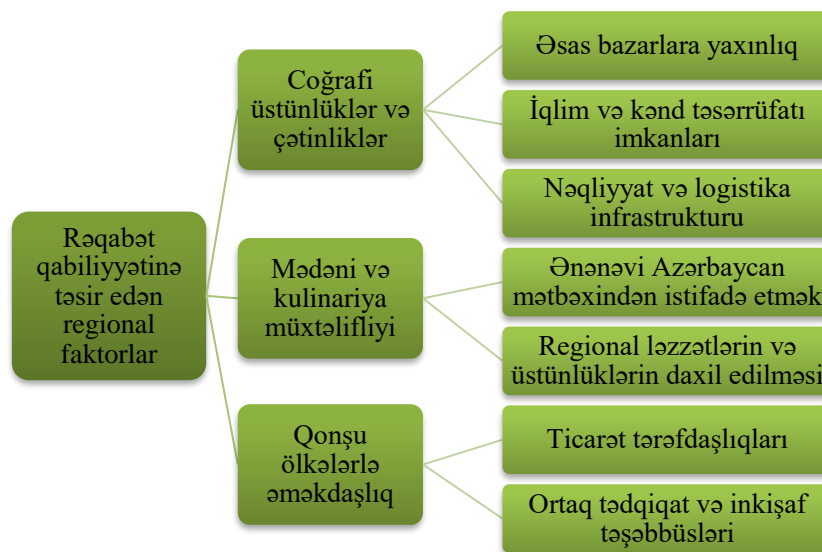 Rəqabət
qabiliyyətinə
təsir edən
regional
faktorlar
Coğrafi
üstünlüklər və
çətinliklər
Əsas bazarlara yaxınlıq
İqlim və kənd təsərrüfatı
imkanları
Nəqliyyat və logistika
infrastrukturu
Mədəni və
kulinariya
müxtəlifliyi
Ənənəvi Azərbaycan
mətbəxindən istifadə etmək
Regional ləzzətlərin və
üstünlüklərin daxil edilməsi
Qonşu
ölkələrlə
əməkdaşlıq
Ticarət tərəfdaşlıqları
Ortaq tədqiqat və inkişaf
təşəbbüsləri